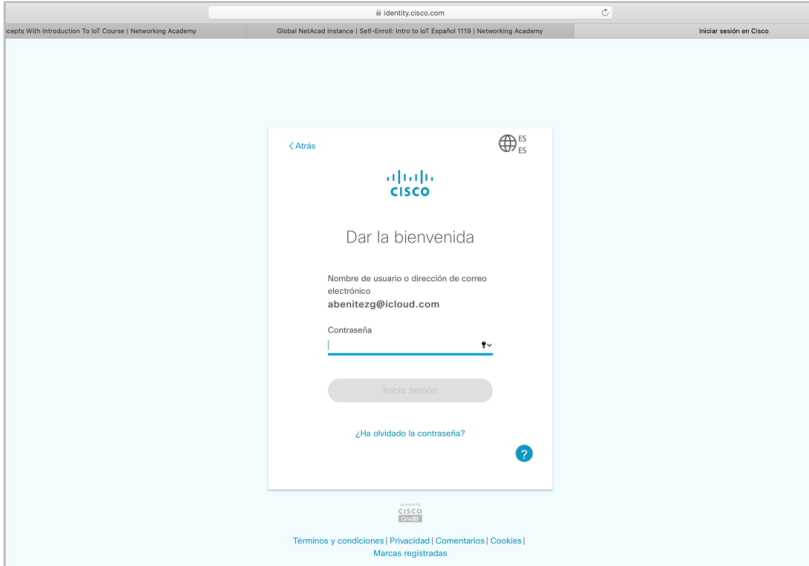 identity.cisco.com
cepts With Introduction To IoT Course | Networking Academy
Global NetAcad Instance | Self-Enroll: Intro to IoT Español 1119 | Networking Academy
Iniciar sesión en Cisco
Atrás
ES
ES
CISCO
Dar la bienvenida
Nombre de usuario o dirección de correo
electrónico
abenitezg@icloud.com
Contraseña
Inicie sesión
¿Ha olvidado la contraseña?
?
powered by
CISCO
OneID
Términos y condiciones | Privacidad | Comentarios | Cookies |
Marcas registradas